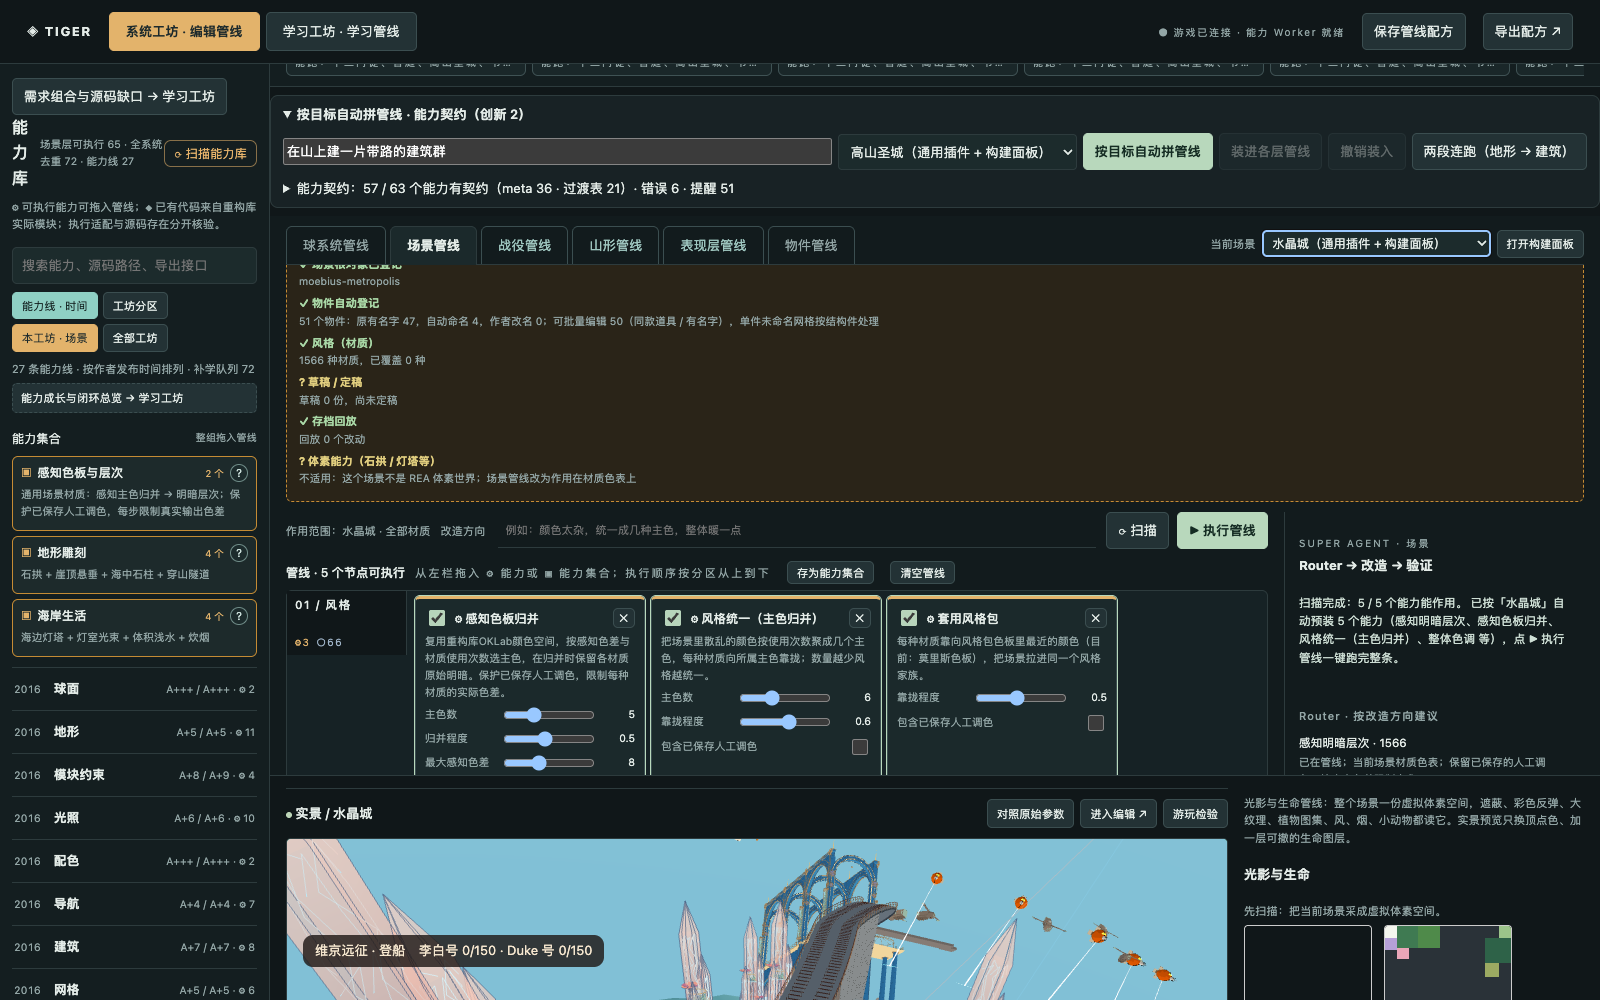 ◈ TIGER
系统工坊 · 编辑管线
学习工坊 · 学习管线
游戏已连接 · 能力 Worker 就绪
保存管线配方
导出配方 ↗
需求组合与源码缺口 → 学习工坊
能力库
场景层可执行 65 · 全系统去重 72 · 能力线 27
⟳ 扫描能力库
⚙ 可执行能力可拖入管线；◆ 已有代码来自重构库实际模块；执行适配与源码存在分开核验。
搜索能力、源码路径、导出接口
能力线 · 时间
工坊分区
本工坊 · 场景
全部工坊
27 条能力线 · 按作者发布时间排列 · 补学队列 72
能力成长与闭环总览 → 学习工坊
能力集合
整组拖入管线
▣ 感知色板与层次
2 个 ?
通用场景材质：感知主色归并 → 明暗层次；保护已保存人工调色，每步限制真实输出色差
▣ 地形雕刻
4 个 ?
石拱 + 崖顶悬垂 + 海中石柱 + 穿山隧道
▣ 海岸生活
4 个 ?
海边灯塔 + 灯室光束 + 体积浅水 + 炊烟
2016 球面 A+++ / A+++ · ⚙ 2
2016 地形 A+5 / A+5 · ⚙ 11
2016 模块约束 A+8 / A+9 · ⚙ 4
2016 光照 A+6 / A+6 · ⚙ 10
2016 配色 A+++ / A+++ · ⚙ 2
2016 导航 A+4 / A+4 · ⚙ 7
2016 建筑 A+7 / A+7 · ⚙ 8
2016 网格 A+5 / A+5 · ⚙ 6
▼ 按目标自动拼管线 · 能力契约（创新 2）
在山上建一片带路的建筑群
高山圣城（通用插件 + 构建面板）
按目标自动拼管线
装进各层管线
撤销装入
两段连跑（地形 → 建筑）
▶ 能力契约：57 / 63 个能力有契约（meta 36 · 过渡表 21）· 错误 6 · 提醒 51
球系统管线
场景管线
战役管线
山形管线
表现层管线
物件管线
当前场景
水晶城（通用插件 + 构建面板）
打开构建面板
✓ 场景根对象已登记
moebius-metropolis
✓ 物件自动登记
51 个物件：原有名字 47，自动命名 4，作者改名 0；可批量编辑 50（同款道具 / 有名字），单件未命名网格按结构件处理
✓ 风格（材质）
1566 种材质，已覆盖 0 种
? 草稿 / 定稿
草稿 0 份，尚未定稿
✓ 存档回放
回放 0 个改动
? 体素能力（石拱 / 灯塔等）
不适用：这个场景不是 REA 体素世界；场景管线改为作用在材质色表上
作用范围：水晶城 · 全部材质
改造方向
例如：颜色太杂，统一成几种主色，整体暖一点
⟳ 扫描
▶ 执行管线
管线 · 5 个节点可执行
从左栏拖入 ⚙ 能力或 ▣ 能力集合；执行顺序按分区从上到下
存为能力集合
清空管线
01 / 风格
⚙3 ⬡66
⚙ 感知色板归并 ✕
复用重构库OKLab颜色空间，按感知色差与材质使用次数选主色，在归并时保留各材质原始明暗。保护已保存人工调色，限制每种材质的实际色差。
主色数 5
归并程度 0.5
最大感知色差 8
⚙ 风格统一（主色归并） ✕
把场景里散乱的颜色按使用次数聚成几个主色，每种材质向所属主色靠拢；数量越少风格越统一。
主色数 6
靠拢程度 0.6
包含已保存人工调色
⚙ 套用风格包 ✕
每种材质靠向风格包色板里最近的颜色（目前：莫里斯色板），把场景拉进同一个风格家族。
靠拢程度 0.5
包含已保存人工调色
SUPER AGENT · 场景
Router → 改造 → 验证
扫描完成：5 / 5 个能力能作用。 已按「水晶城」自动预装 5 个能力（感知明暗层次、感知色板归并、风格统一（主色归并）、整体色调 等），点 ▶ 执行管线一键跑完整条。
Router · 按改造方向建议
感知明暗层次 · 1566
已在管线；当前场景材质色表；保留已保存的人工调
实景 / 水晶城
对照原始参数
进入编辑 ↗
游玩检验
维京远征 · 登船 李白号 0/150 · Duke 号 0/150
光影与生命管线：整个场景一份虚拟体素空间，遮蔽、彩色反弹、大纹理、植物图集、风、烟、小动物都读它。实景预览只换顶点色、加一层可撤的生命图层。
光影与生命
先扫描：把当前场景采成虚拟体素空间。